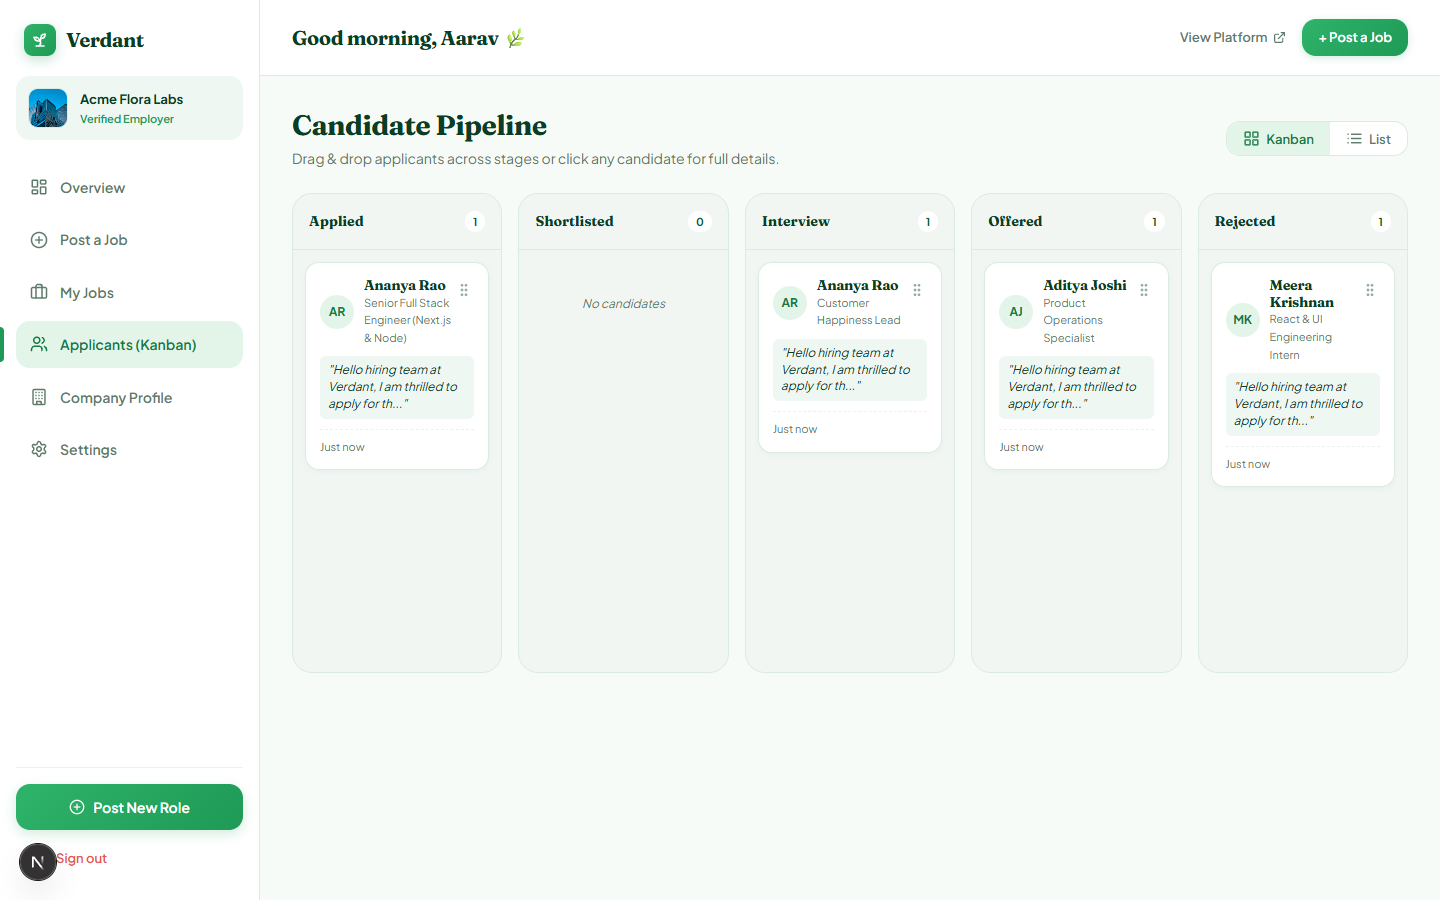 Verdant
Acme Flora Labs
Verified Employer
Overview
Post a Job
My Jobs
Applicants (Kanban)
Company Profile
Settings
Post New Role
N
Sign out
Good morning, Aarav 🌿
View Platform
+ Post a Job
Candidate Pipeline
Drag & drop applicants across stages or click any candidate for full details.
Kanban
List
Applied
1
AR
Ananya Rao
Senior Full Stack
Engineer (Next.js
& Node)
"Hello hiring team at
Verdant, I am thrilled to
apply for th..."
Just now
Shortlisted
0
No candidates
Interview
1
AR
Ananya Rao
Customer
Happiness Lead
"Hello hiring team at
Verdant, I am thrilled to
apply for th..."
Just now
Offered
1
AJ
Aditya Joshi
Product
Operations
Specialist
"Hello hiring team at
Verdant, I am thrilled to
apply for th..."
Just now
Rejected
1
MK
Meera
Krishnan
React & UI
Engineering
Intern
"Hello hiring team at
Verdant, I am thrilled to
apply for th..."
Just now